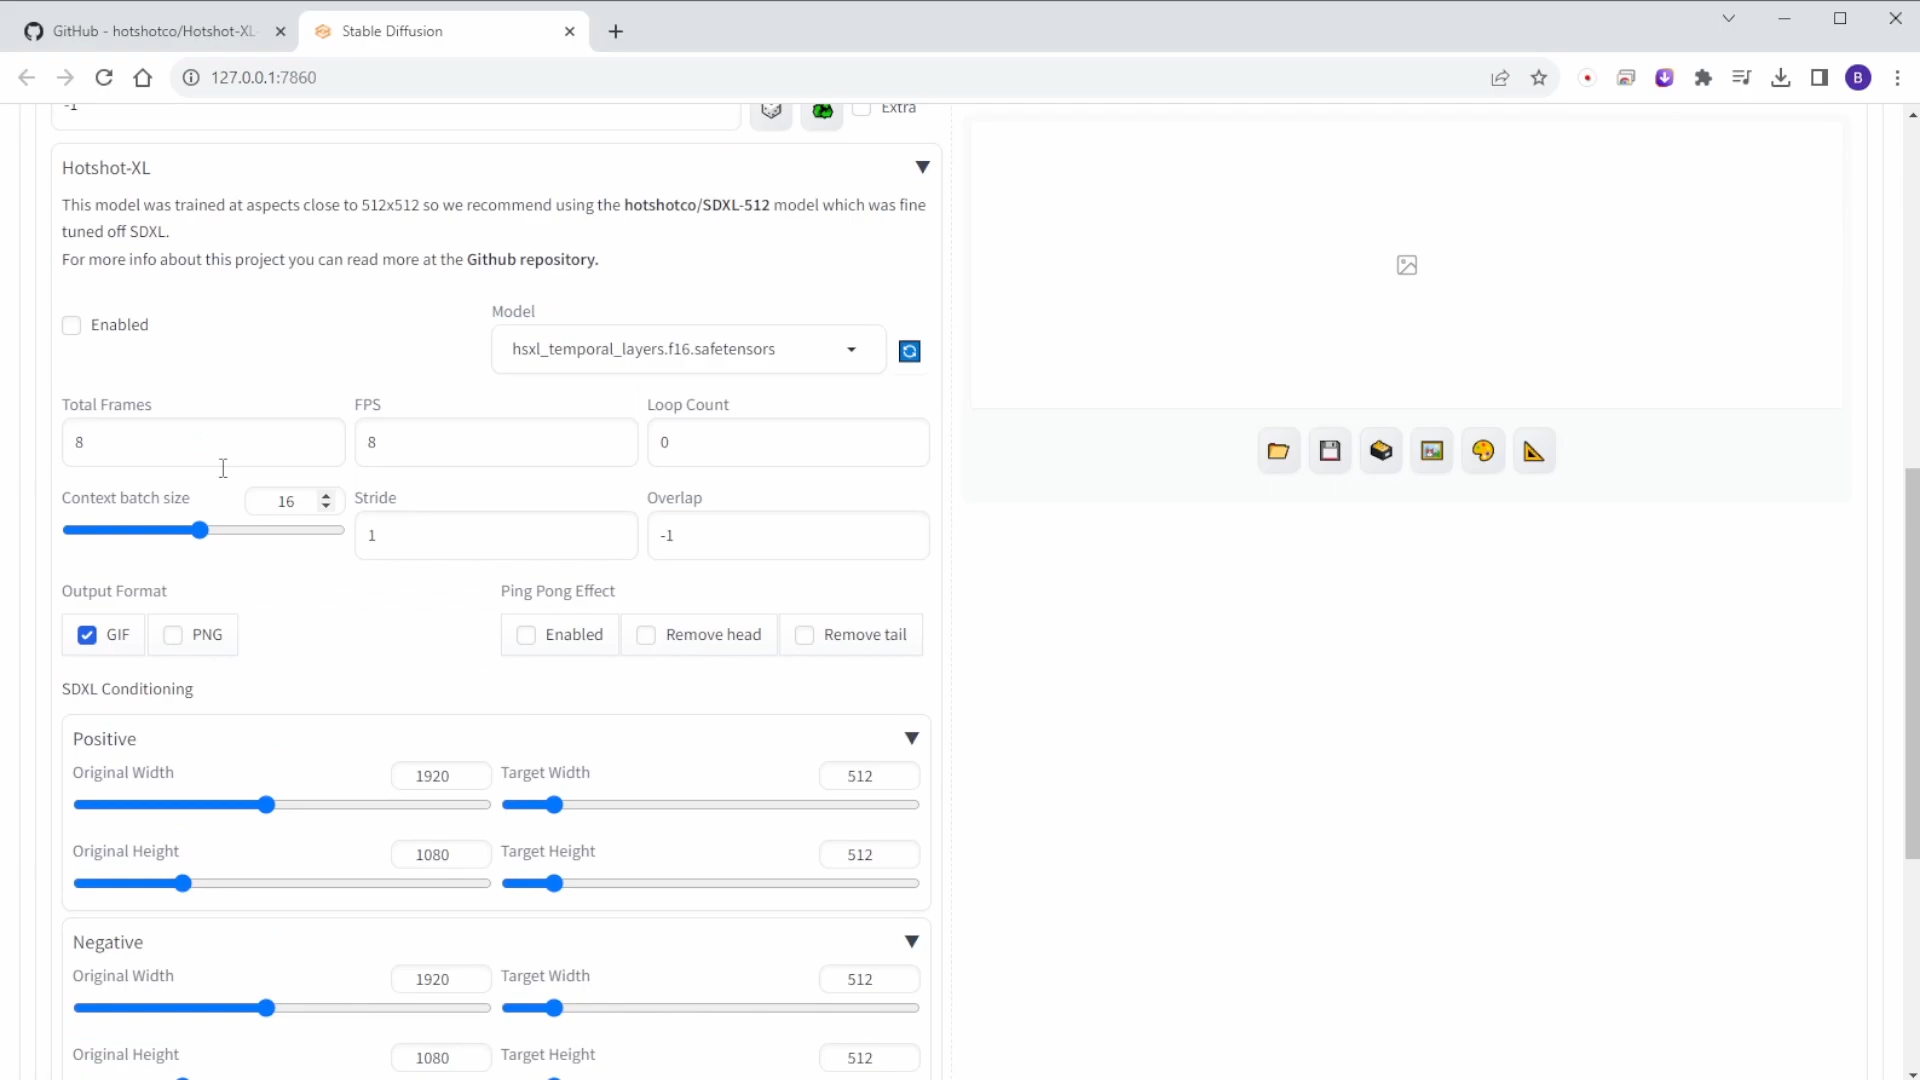 GitHub - hotshotco/Hotshot-XL
Stable Diffusion
127.0.0.1:7860
B
-1
Extra
Hotshot-XL
This model was trained at aspects close to 512x512 so we recommend using the hotshotco/SDXL-512 model which was fine
tuned off SDXL.
For more info about this project you can read more at the Github repository.
Enabled
Model
hsxl_temporal_layers.f16.safetensors
Total Frames
FPS
Loop Count
8
8
0
Context batch size
16
Stride
Overlap
1
-1
Output Format
Ping Pong Effect
GIF
PNG
Enabled
Remove head
Remove tail
SDXL Conditioning
Positive
Original Width
1920
Target Width
512
Original Height
1080
Target Height
512
Negative
Original Width
1920
Target Width
512
Original Height
1080
Target Height
512